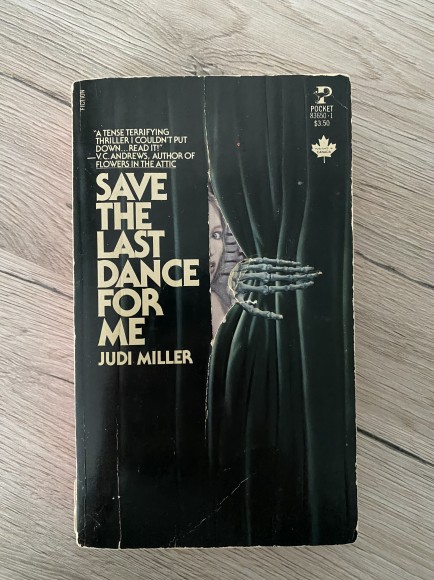 FICTION
POCKET
83650·1
$3.50
"A TENSE TERRIFYING
THRILLER I COULDN'T PUT
DOWN...READ IT!"
—V.C. ANDREWS, AUTHOR OF
FLOWERS IN THE ATTIC
SAVE
THE
LAST
DANCE
FOR
ME
JUDI MILLER